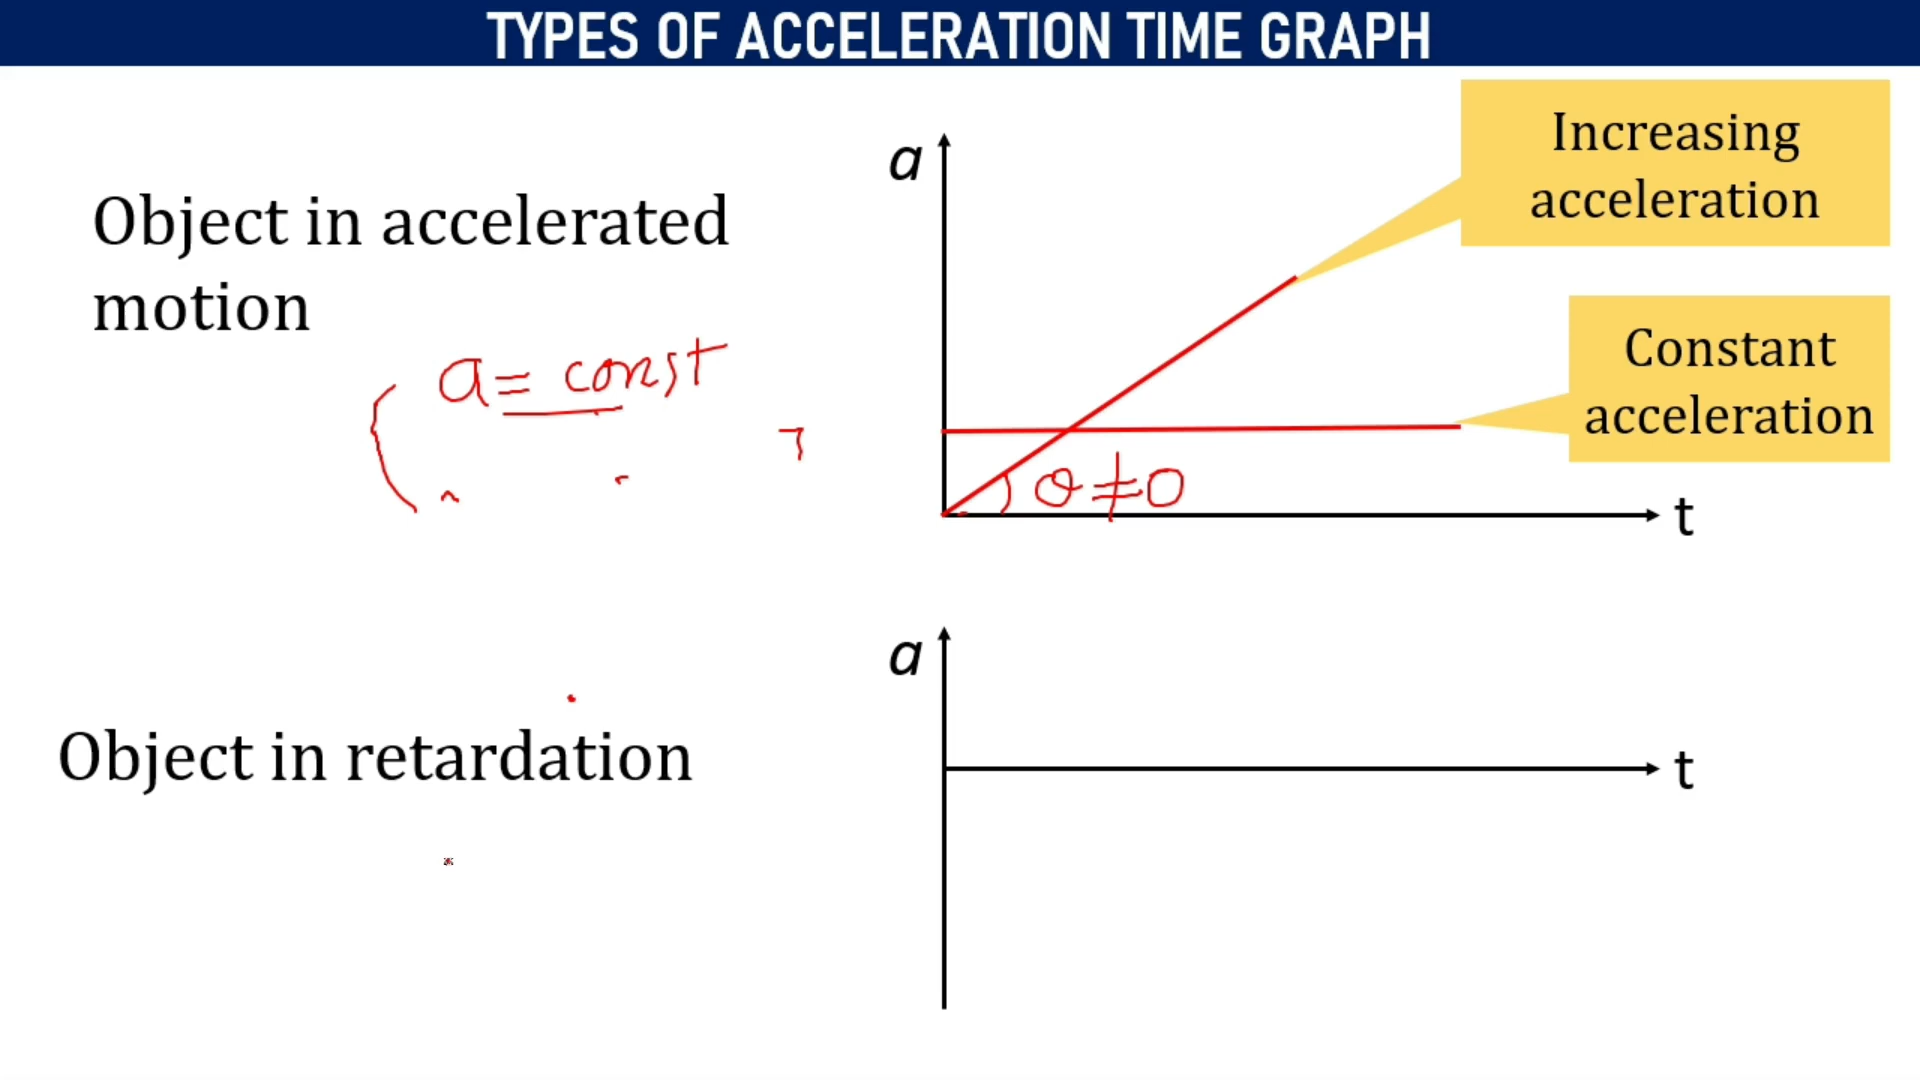 TYPES OF ACCELERATION TIME GRAPH
Object in accelerated
motion
a = const
a
Increasing
acceleration
Constant
acceleration
θ ≠ 0
t
Object in retardation
a
t